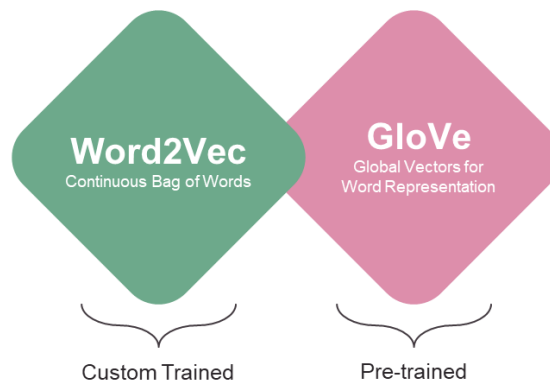 Word2Vec
Continuous Bag of Words
GloVe
Global Vectors for
Word Representation
Custom Trained
Pre-trained